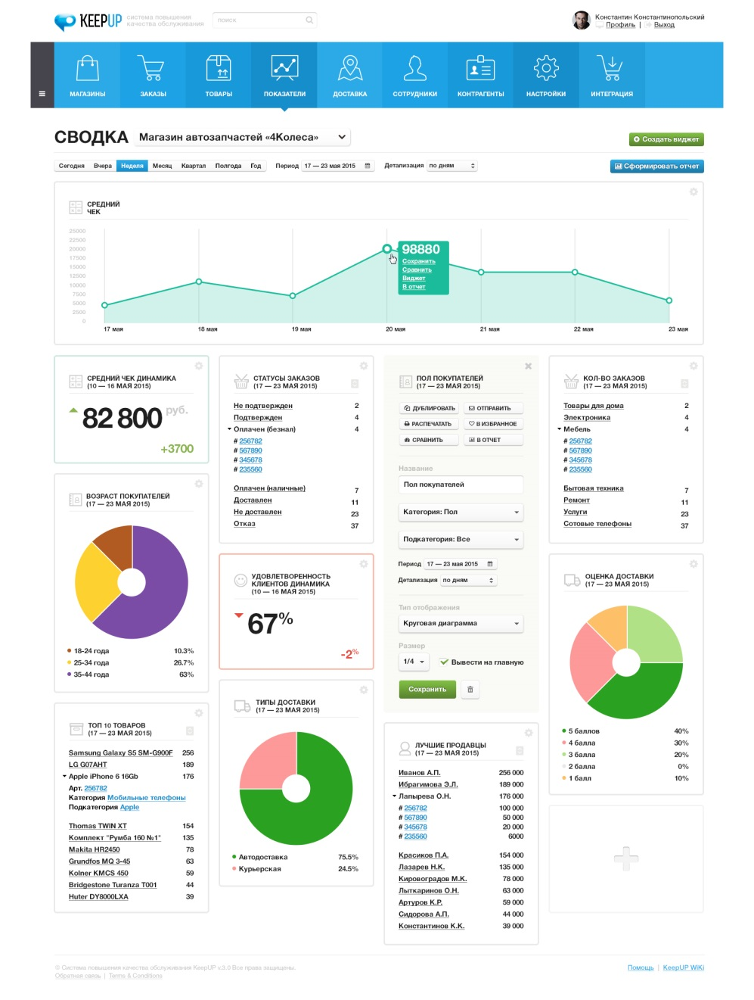 KEEPUP
система повышения
качества обслуживания
поиск
Константин Константинопольский
Профиль | Выход
МАГАЗИНЫ
ЗАКАЗЫ
ТОВАРЫ
ПОКАЗАТЕЛИ
ДОСТАВКА
СОТРУДНИКИ
КОНТРАГЕНТЫ
НАСТРОЙКИ
ИНТЕГРАЦИЯ
СВОДКА
Магазин автозапчастей «4Колеса»
Создать виджет
Сегодня Вчера Неделя Месяц Квартал Полгода Год
Период 17 — 23 мая 2015
Детализация по дням
Сформировать отчет
СРЕДНИЙ
ЧЕК
25000
22500
20000
17500
15000
12500
10000
7500
5000
2500
0
98880
Сохранить
Сравнить
Виджет
В отчет
17 мая 18 мая 19 мая 20 мая 21 мая 22 мая 23 мая
СРЕДНИЙ ЧЕК ДИНАМИКА
(10 — 16 МАЯ 2015)
82 800 руб.
+3700
ВОЗРАСТ ПОКУПАТЕЛЕЙ
(17 — 23 МАЯ 2015)
18-24 года 10.3%
25-34 года 26.7%
35-44 года 63%
ТОП 10 ТОВАРОВ
(17 — 23 МАЯ 2015)
Samsung Galaxy S5 SM-G900F 256
LG G07AHT 189
Apple iPhone 6 16Gb 176
Арт. 256782
Категория Мобильные телефоны
Подкатегория Apple
Thomas TWIN XT 154
Комплект "Румба 160 №1" 135
Makita HR2450 78
Grundfos MQ 3-45 63
Kolner KMCS 450 59
Bridgestone Turanza T001 44
Huter DY8000LXA 39
СТАТУСЫ ЗАКАЗОВ
(17 — 23 МАЯ 2015)
Не подтвержден 2
Подтвержден 4
Оплачен (безнал) 4
# 256782
# 567890
# 345678
# 235560
Оплачен (наличные) 7
Доставлен 11
Не доставлен 23
Отказ 37
УДОВЛЕТВОРЕННОСТЬ
КЛИЕНТОВ ДИНАМИКА
(10 — 16 МАЯ 2015)
67%
-2%
ТИПЫ ДОСТАВКИ
(17 — 23 МАЯ 2015)
Автодоставка 75.5%
Курьерская 24.5%
ПОЛ ПОКУПАТЕЛЕЙ
(17 — 23 МАЯ 2015)
ДУБЛИРОВАТЬ ОТПРАВИТЬ
РАСПЕЧАТАТЬ В ИЗБРАННОЕ
СРАВНИТЬ В ОТЧЕТ
Название
Пол покупателей
Категория: Пол
Подкатегория: Все
Период 17 — 23 мая 2015
Детализация по дням
Тип отображения
Круговая диаграмма
Размер
1/4 Вывести на главную
Сохранить
ЛУЧШИЕ ПРОДАВЦЫ
(17 — 23 МАЯ 2015)
Иванов А.П. 256 000
Ибрагимова Э.Л. 189 000
Лапырева О.Н. 176 000
# 256782 100 000
# 567890 50 000
# 345678 20 000
# 235560 6000
Красиков П.А. 154 000
Лазарев Н.К. 135 000
Кировоградов М.К. 78 000
Лыткаринов О.Н. 63 000
Артуров К.Р. 59 000
Сидорова А.П. 44 000
Константинов К.К. 39 000
КОЛ-ВО ЗАКАЗОВ
(17 — 23 МАЯ 2015)
Товары для дома 2
Электроника 4
Мебель 4
# 256782
# 567890
# 345678
# 235560
Бытовая техника 7
Ремонт 11
Услуги 23
Сотовые телефоны 37
ОЦЕНКА ДОСТАВКИ
(17 — 23 МАЯ 2015)
5 баллов 40%
4 балла 30%
3 балла 20%
2 балла 0%
1 балл 10%
© Система повышения качества обслуживания KeepUP v.3.0 Все права защищены.
Обратная связь | Terms & Conditions
Помощь | KeepUP WiKi